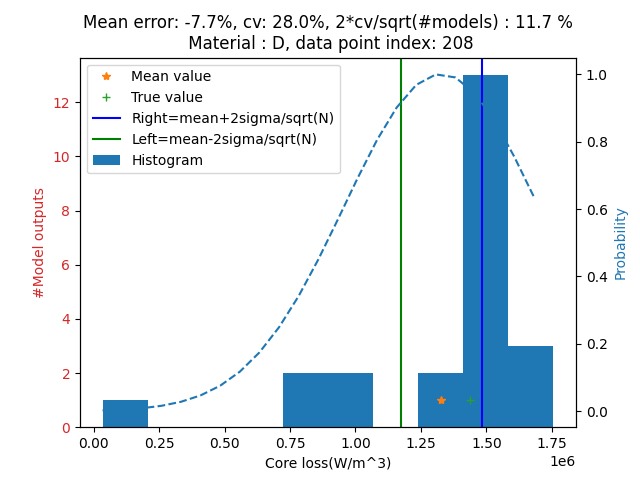 Mean error: -7.7%, cv: 28.0%, 2*cv/sqrt(#models) : 11.7 %
Material : D, data point index: 208
Mean value
True value
Right=mean+2sigma/sqrt(N)
Left=mean-2sigma/sqrt(N)
Histogram
#Model outputs
0
2
4
6
8
10
12
Probability
0.0
0.2
0.4
0.6
0.8
1.0
0.00 0.25 0.50 0.75 1.00 1.25 1.50 1.75
1e6
Core loss(W/m^3)